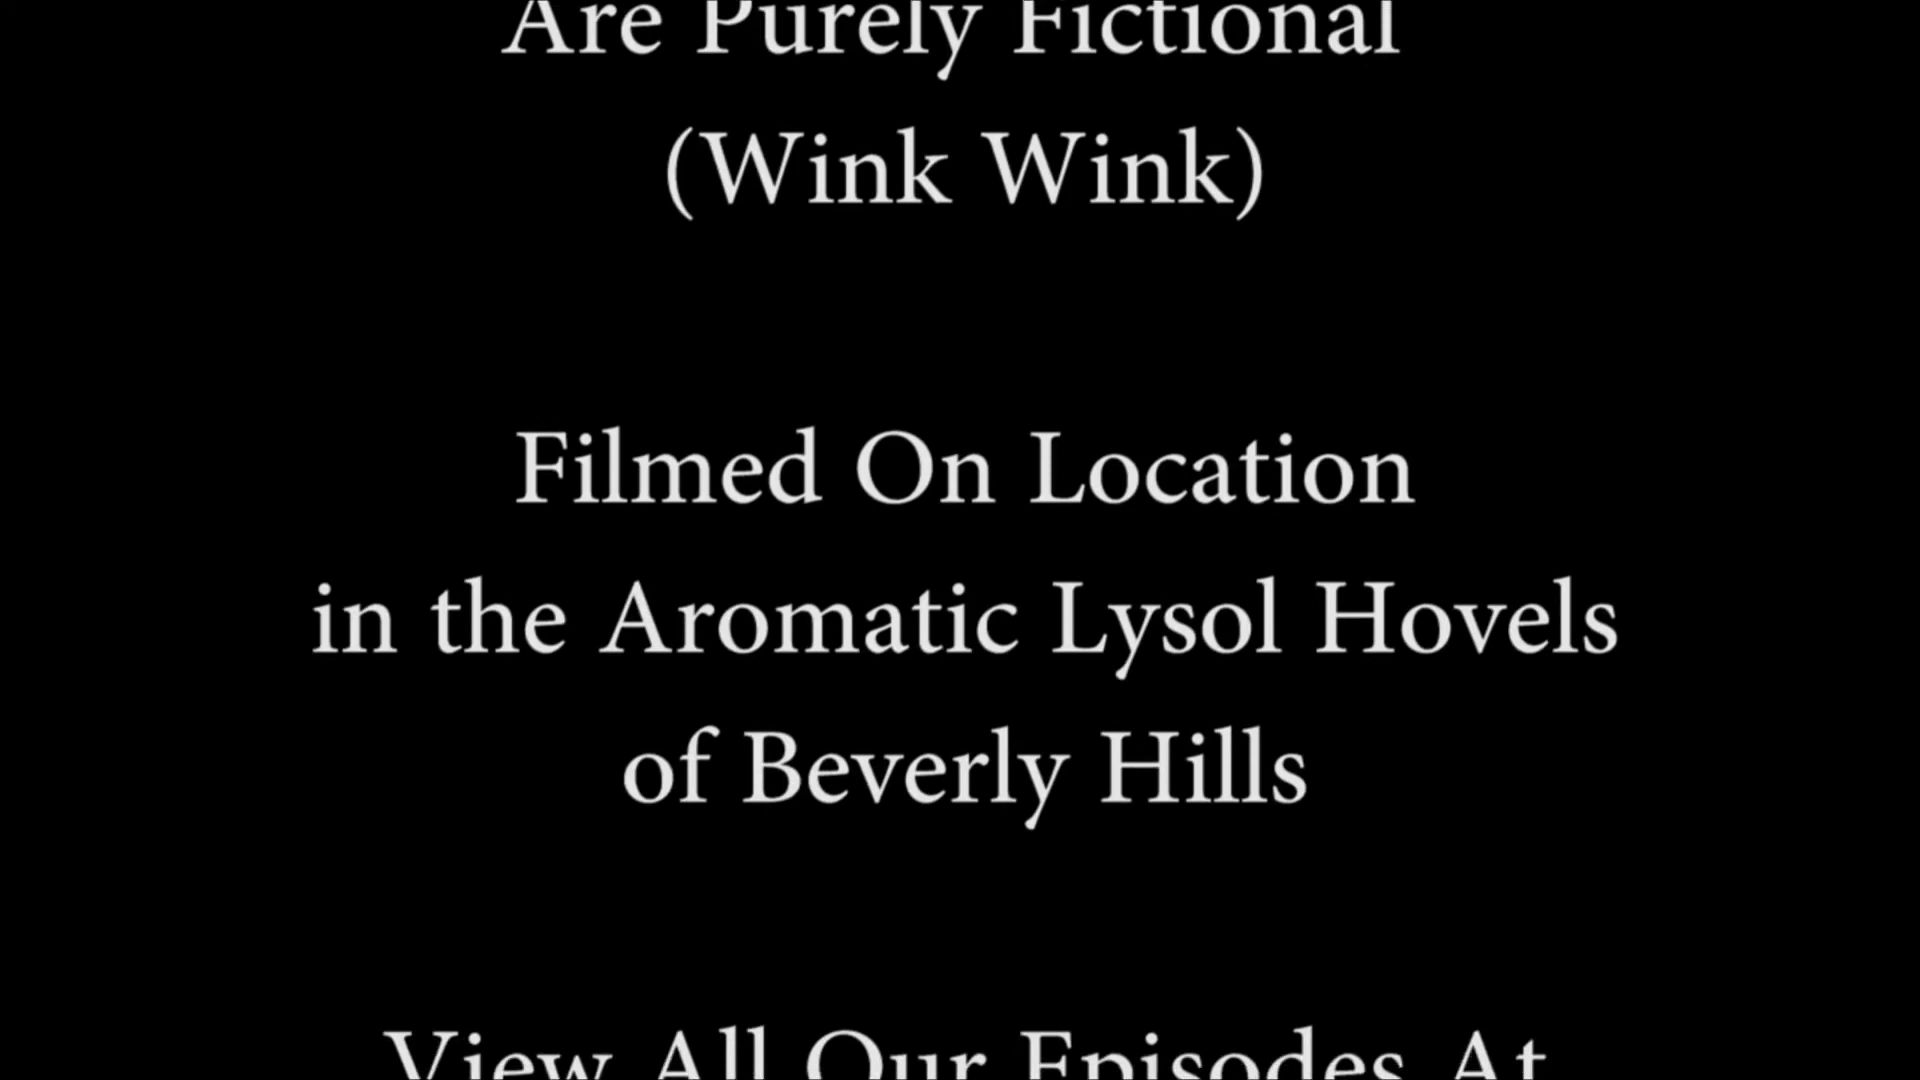 Are Purely Fictional
(Wink Wink)
Filmed On Location
in the Aromatic Lysol Hovels
of Beverly Hills
View All Our Episodes At